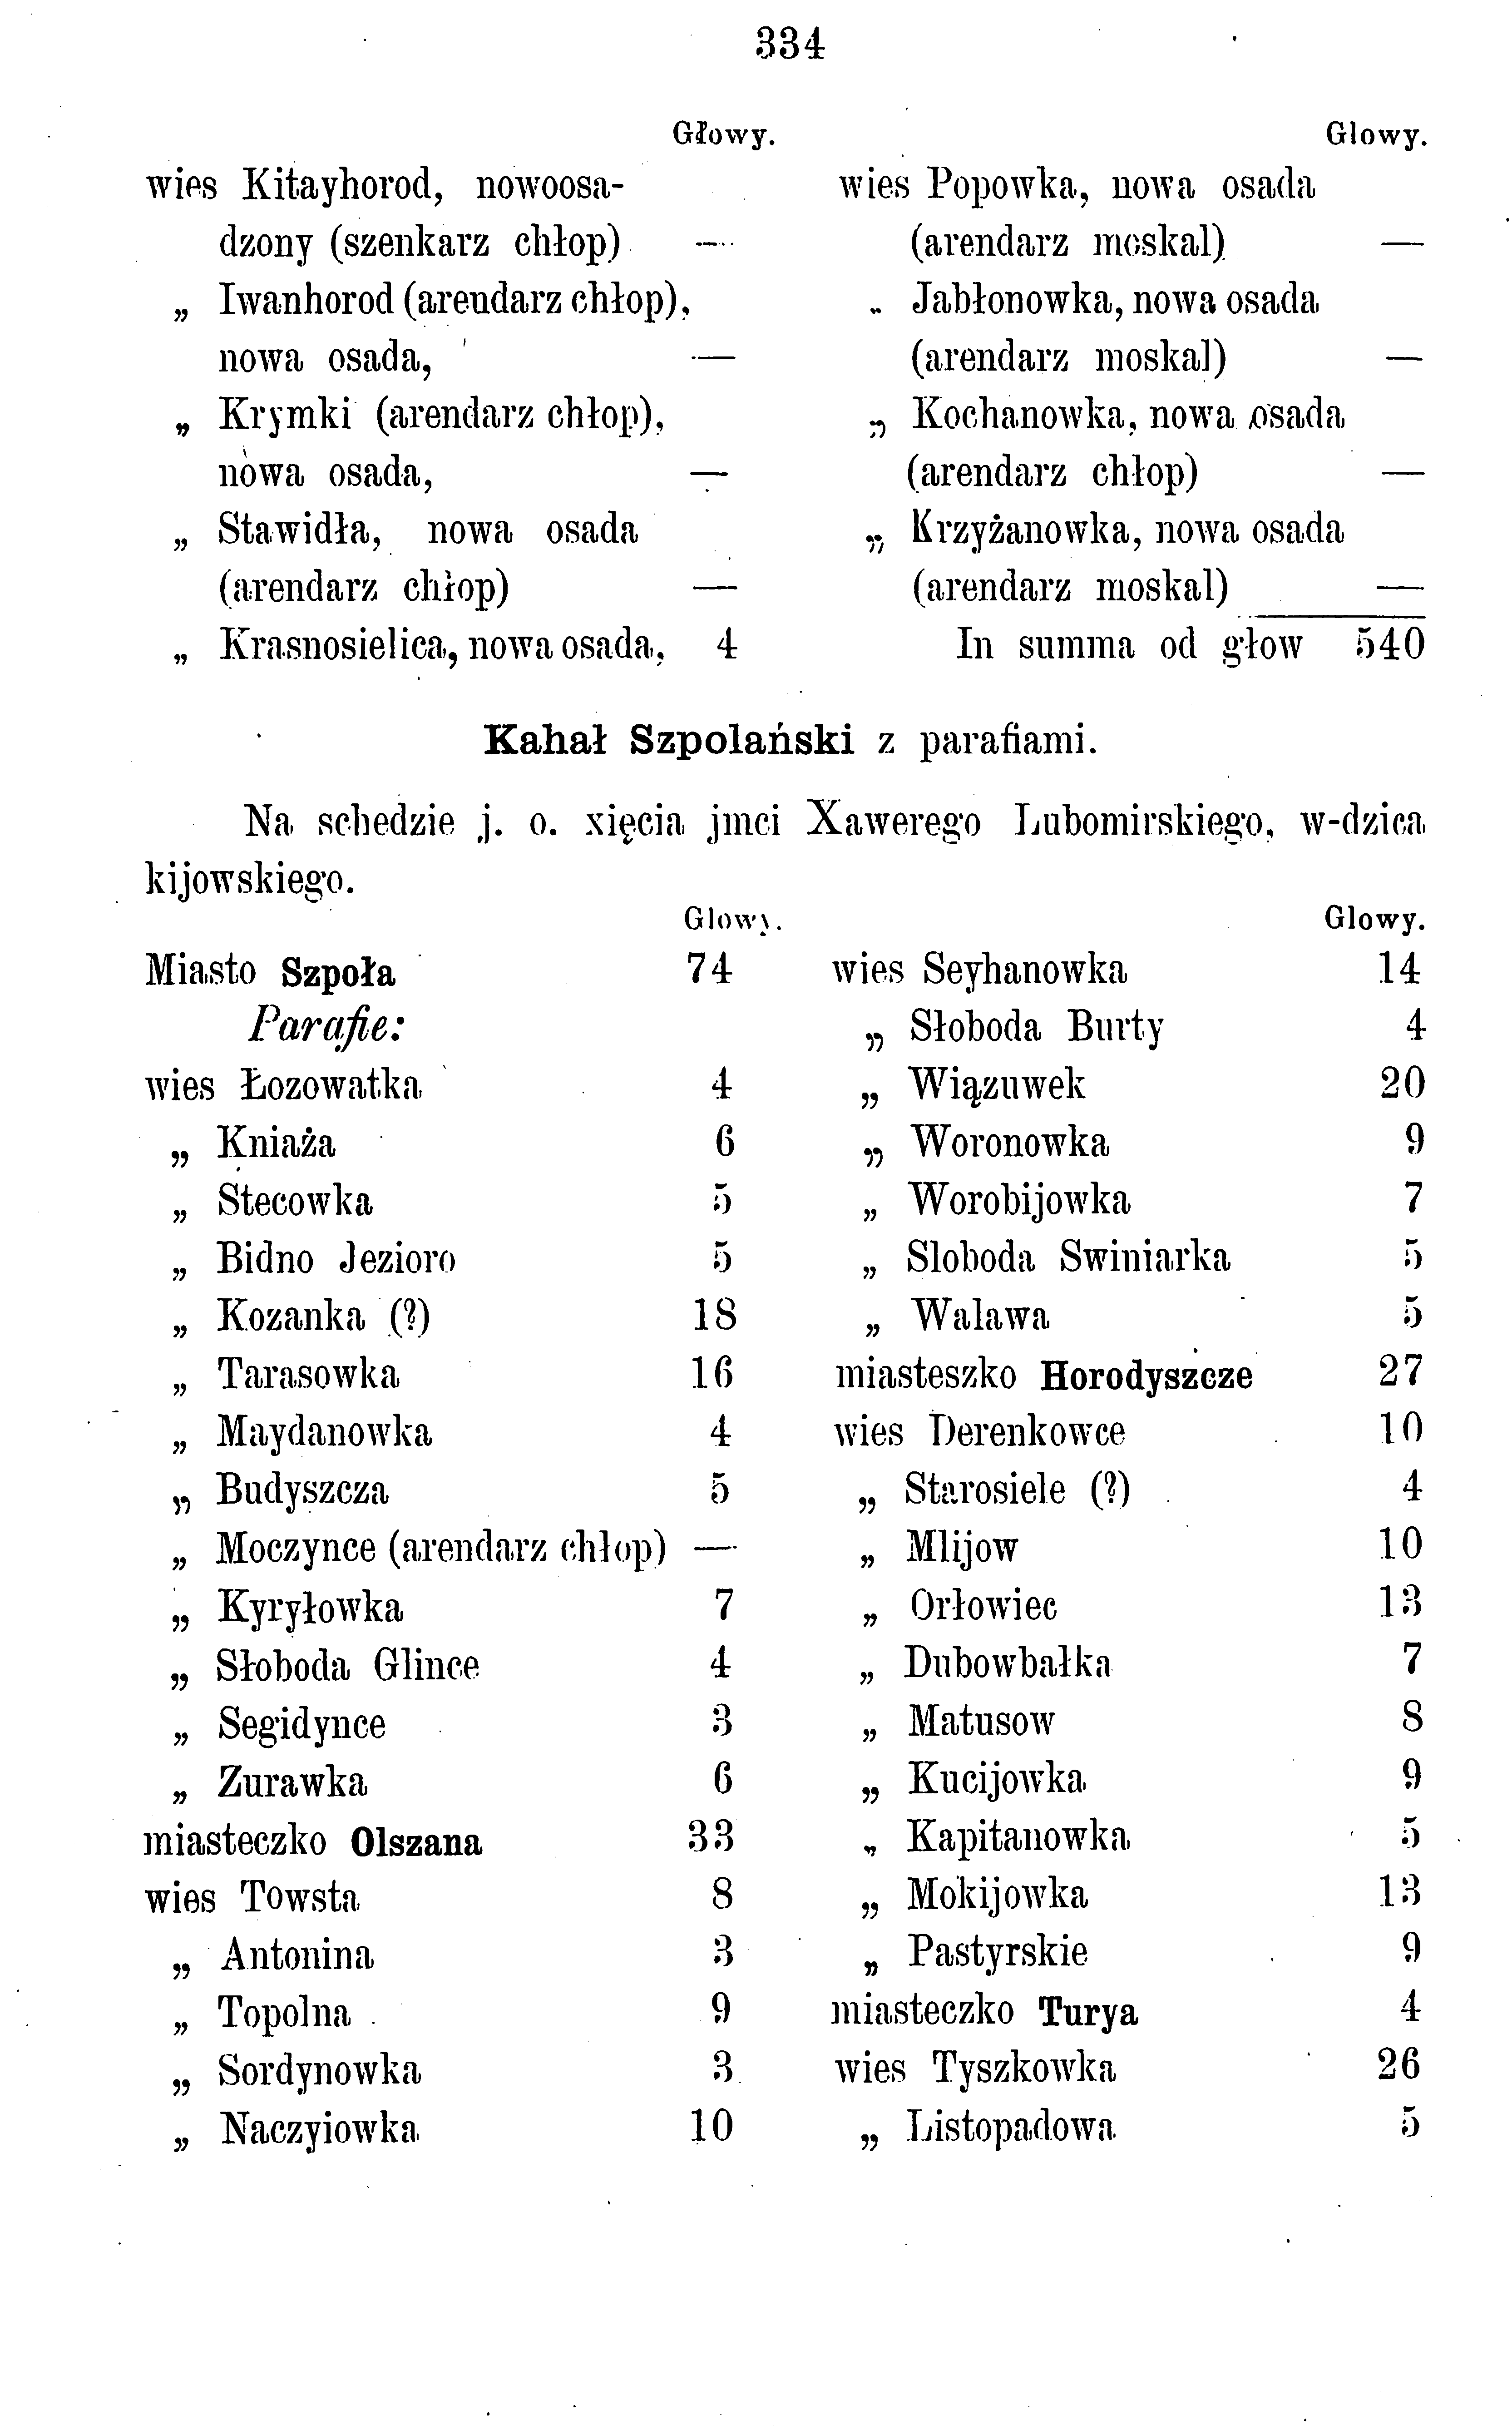 334
Głowy.
wies Kitayhorod, nowoosa-
dzony (szenkarz chłop) —
„ Iwanhorod (arendarz chłop),
nowa osada, —
„ Krymki (arendarz chłop),
nowa osada, —
„ Stawidła, nowa osada
(arendarz chłop) —
„ Krasnosielica, nowa osada, 4
Glowy.
wies Popowka, nowa osada
(arendarz moskal) —
„ Jabłonowka, nowa osada
(arendarz moskal) —
„ Kochanowka, nowa osada
(arendarz chłop) —
„ Krzyżanowka, nowa osada
(arendarz moskal) —
In summa od głow 540
Kahał Szpolański z parafiami.
Na schedzie j. o. xięcia jmci Xawerego Lubomirskiego, w-dzica
kijowskiego.
Glowy.
Miasto Szpoła 74
Parafie:
wies Łozowatka 4
„ Kniaża 6
„ Stecowka 5
„ Bidno Jezioro 5
„ Kozanka (?) 18
„ Tarasowka 16
„ Maydanowka 4
„ Budyszcza 5
„ Moczynce (arendarz chłop) —
„ Kyryłowka 7
„ Słoboda Glince 4
„ Segidynce 3
„ Zurawka 6
miasteczko Olszana 33
wies Towsta 8
„ Antonina 3
„ Topolna 9
„ Sordynowka 3
„ Naczyiowka 10
Glowy.
wies Seyhanowka 14
„ Słoboda Burty 4
„ Wiązuwek 20
„ Woronowka 9
„ Worobijowka 7
„ Sloboda Swiniarka 5
„ Walawa 5
miasteszko Horodyszcze 27
wies Derenkowce 10
„ Starosiele (?) 4
„ Mlijow 10
„ Orłowiec 13
„ Dubowbałka 7
„ Matusow 8
„ Kucijowka 9
„ Kapitanowka 5
„ Mokijowka 13
„ Pastyrskie 9
miasteczko Turya 4
wies Tyszkowka 26
„ Listopadowa 5